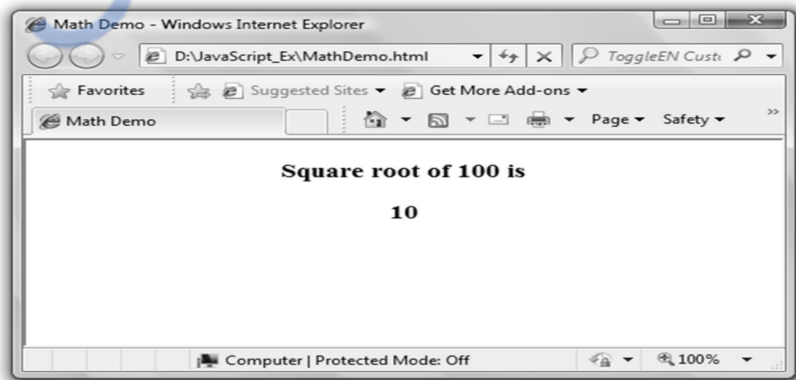 Math Demo - Windows Internet Explorer
D:\JavaScript_Ex\MathDemo.html
ToggleEN Cust
Favorites Suggested Sites Get More Add-ons
Math Demo Page Safety »
Square root of 100 is
10
Computer | Protected Mode: Off 100%